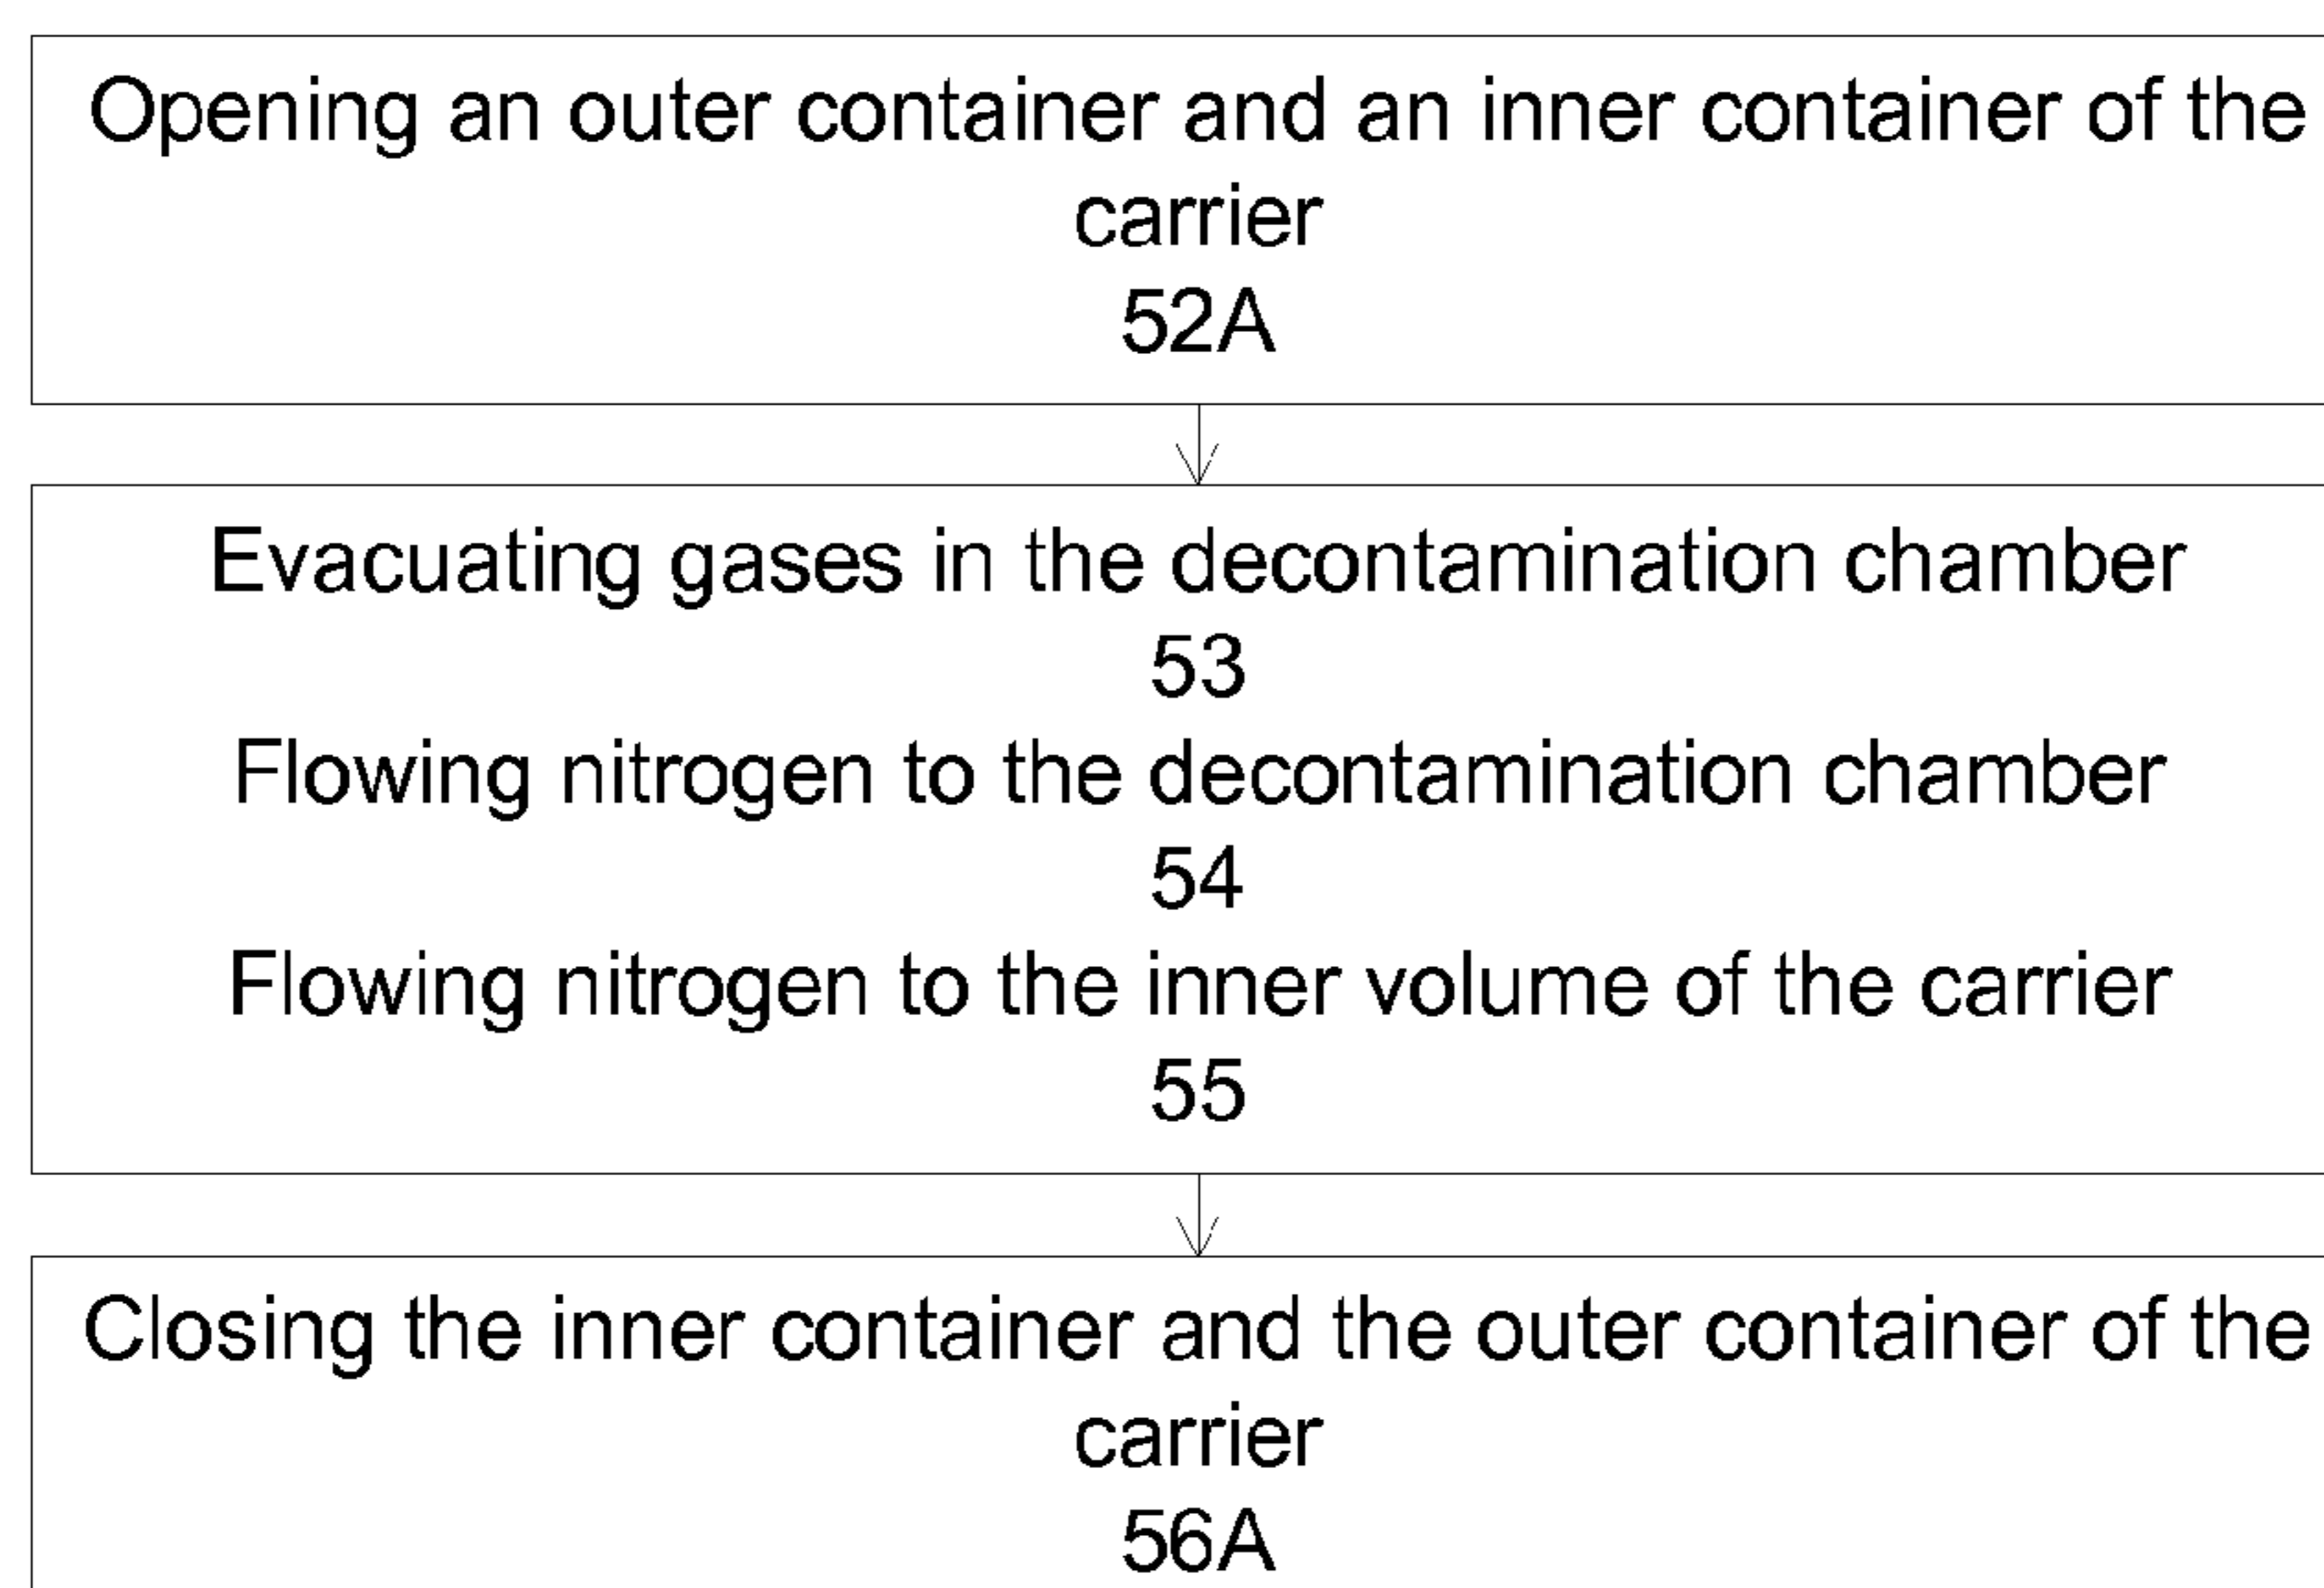 Opening an outer container and an inner container of the
carrier
52A
Evacuating gases in the decontamination chamber
53
Flowing nitrogen to the decontamination chamber
54
Flowing nitrogen to the inner volume of the carrier
55
Closing the inner container and the outer container of the
carrier
56A